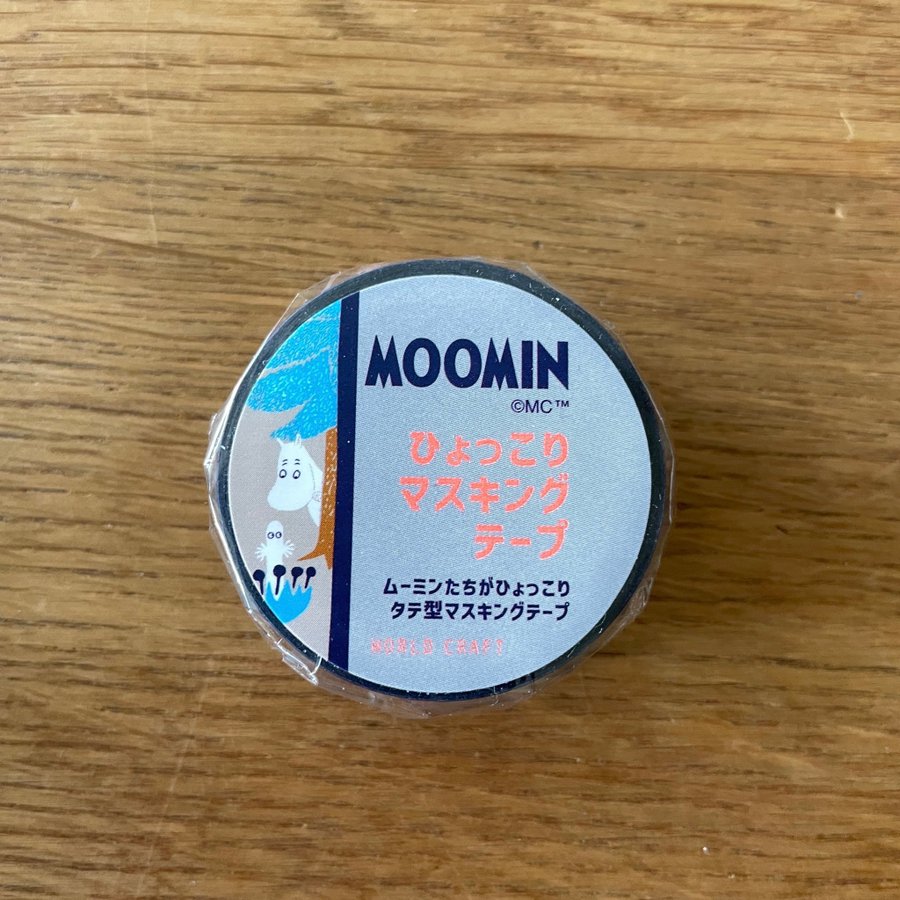 MOOMIN
©MC™
ひょっこり
マスキング
テープ
ムーミンたちがひょっこり
タテ型マスキングテープ
WORLD CRAFT